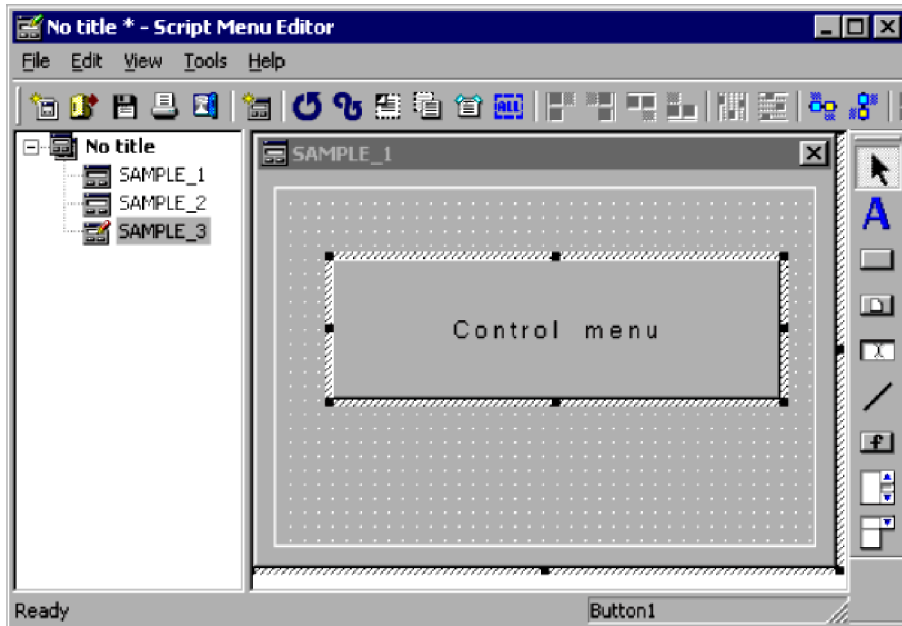 No title * - Script Menu Editor
File Edit View Tools Help
ALL
No title
SAMPLE_1
SAMPLE_2
SAMPLE_3
SAMPLE_1
Control menu
A
f
Ready
Button1